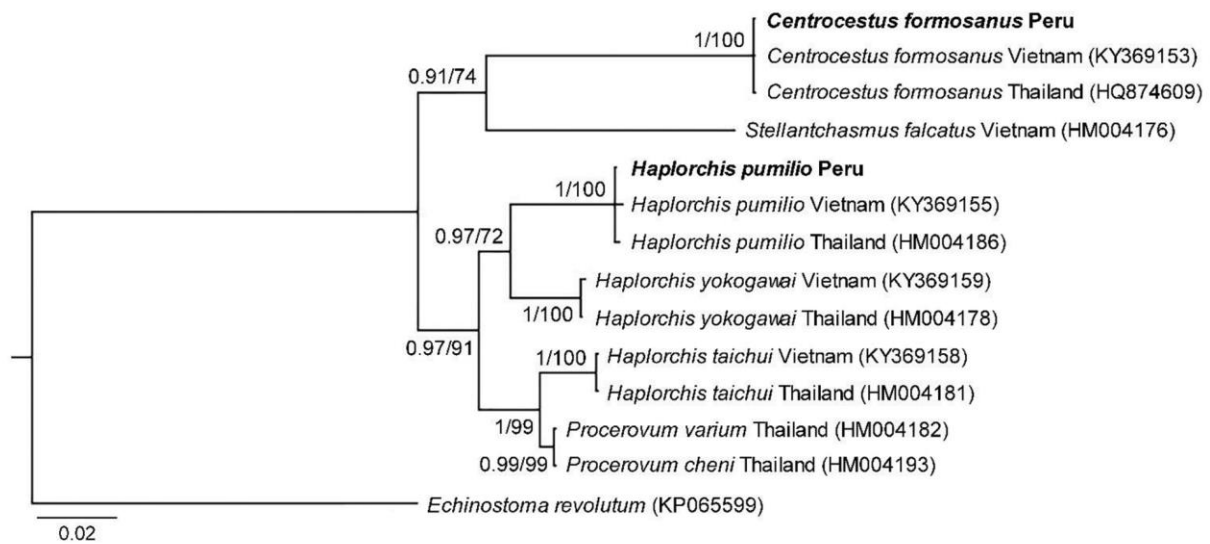 Centrocestus formosanus Peru
1/100
Centrocestus formosanus Vietnam (KY369153)
0.91/74
Centrocestus formosanus Thailand (HQ874609)
Stellantchasmus falcatus Vietnam (HM004176)
Haplorchis pumilio Peru
1/100
Haplorchis pumilio Vietnam (KY369155)
0.97/72
Haplorchis pumilio Thailand (HM004186)
Haplorchis yokogawai Vietnam (KY369159)
1/100
Haplorchis yokogawai Thailand (HM004178)
0.97/91
1/100
Haplorchis taichui Vietnam (KY369158)
Haplorchis taichui Thailand (HM004181)
1/99
Procerovum varium Thailand (HM004182)
0.99/99
Procerovum cheni Thailand (HM004193)
Echinostoma revolutum (KP065599)
0.02